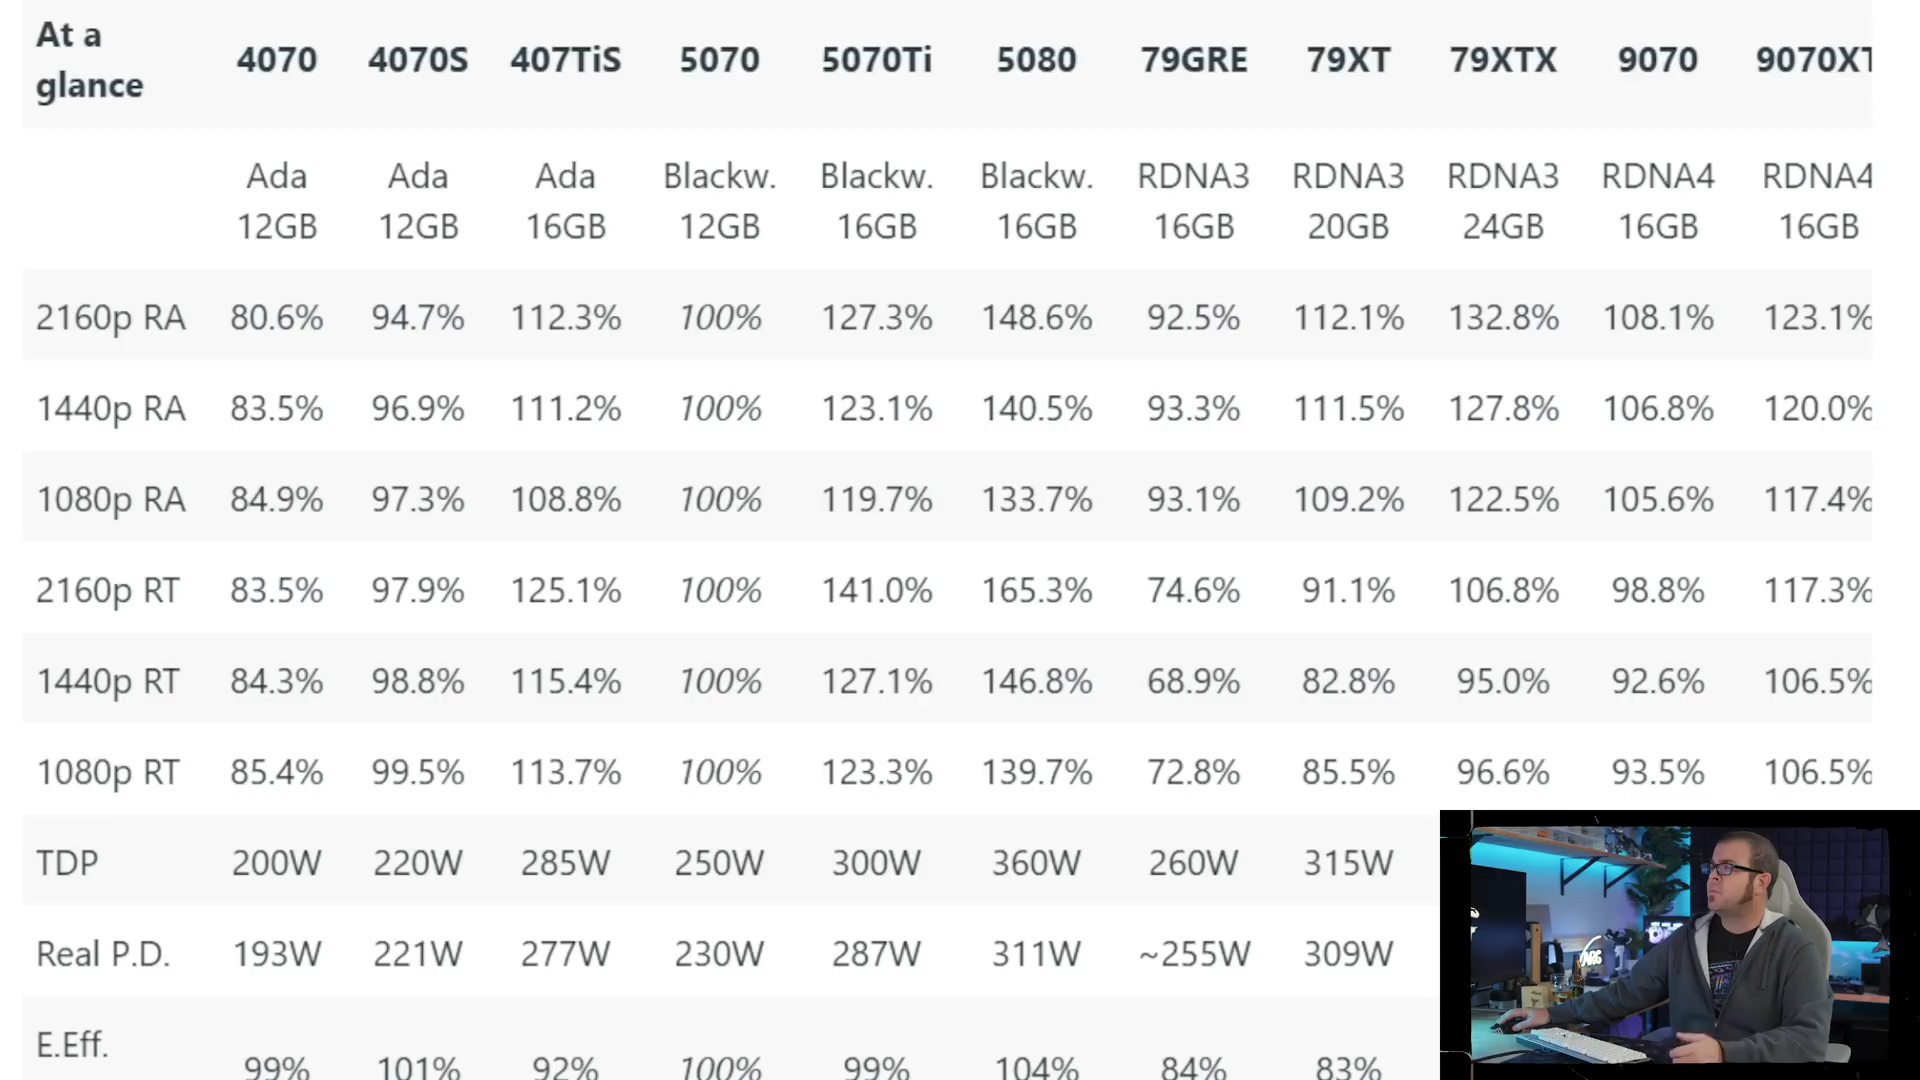 At a glance 4070 4070S 407TiS 5070 5070Ti 5080 79GRE 79XT 79XTX 9070 9070XT
Ada Ada Ada Blackw. Blackw. Blackw. RDNA3 RDNA3 RDNA3 RDNA4 RDNA4
12GB 12GB 16GB 12GB 16GB 16GB 16GB 20GB 24GB 16GB 16GB
2160p RA 80.6% 94.7% 112.3% 100% 127.3% 148.6% 92.5% 112.1% 132.8% 108.1% 123.1%
1440p RA 83.5% 96.9% 111.2% 100% 123.1% 140.5% 93.3% 111.5% 127.8% 106.8% 120.0%
1080p RA 84.9% 97.3% 108.8% 100% 119.7% 133.7% 93.1% 109.2% 122.5% 105.6% 117.4%
2160p RT 83.5% 97.9% 125.1% 100% 141.0% 165.3% 74.6% 91.1% 106.8% 98.8% 117.3%
1440p RT 84.3% 98.8% 115.4% 100% 127.1% 146.8% 68.9% 82.8% 95.0% 92.6% 106.5%
1080p RT 85.4% 99.5% 113.7% 100% 123.3% 139.7% 72.8% 85.5% 96.6% 93.5% 106.5%
TDP 200W 220W 285W 250W 300W 360W 260W 315W
Real P.D. 193W 221W 277W 230W 287W 311W ~255W 309W
E.Eff. 99% 101% 92% 100% 99% 104% 84% 83%